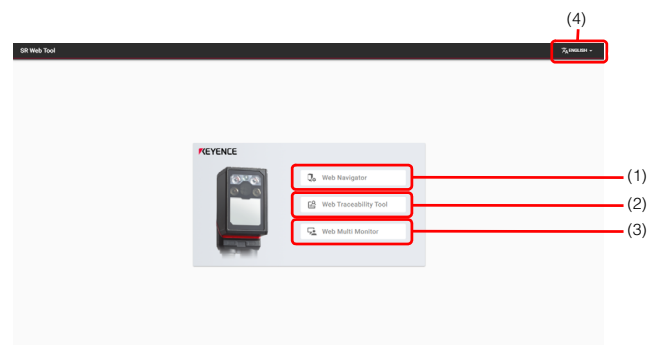 (4)
SR Web Tool
ENGLISH
KEYENCE
Web Navigator
(1)
Web Traceability Tool
(2)
Web Multi Monitor
(3)